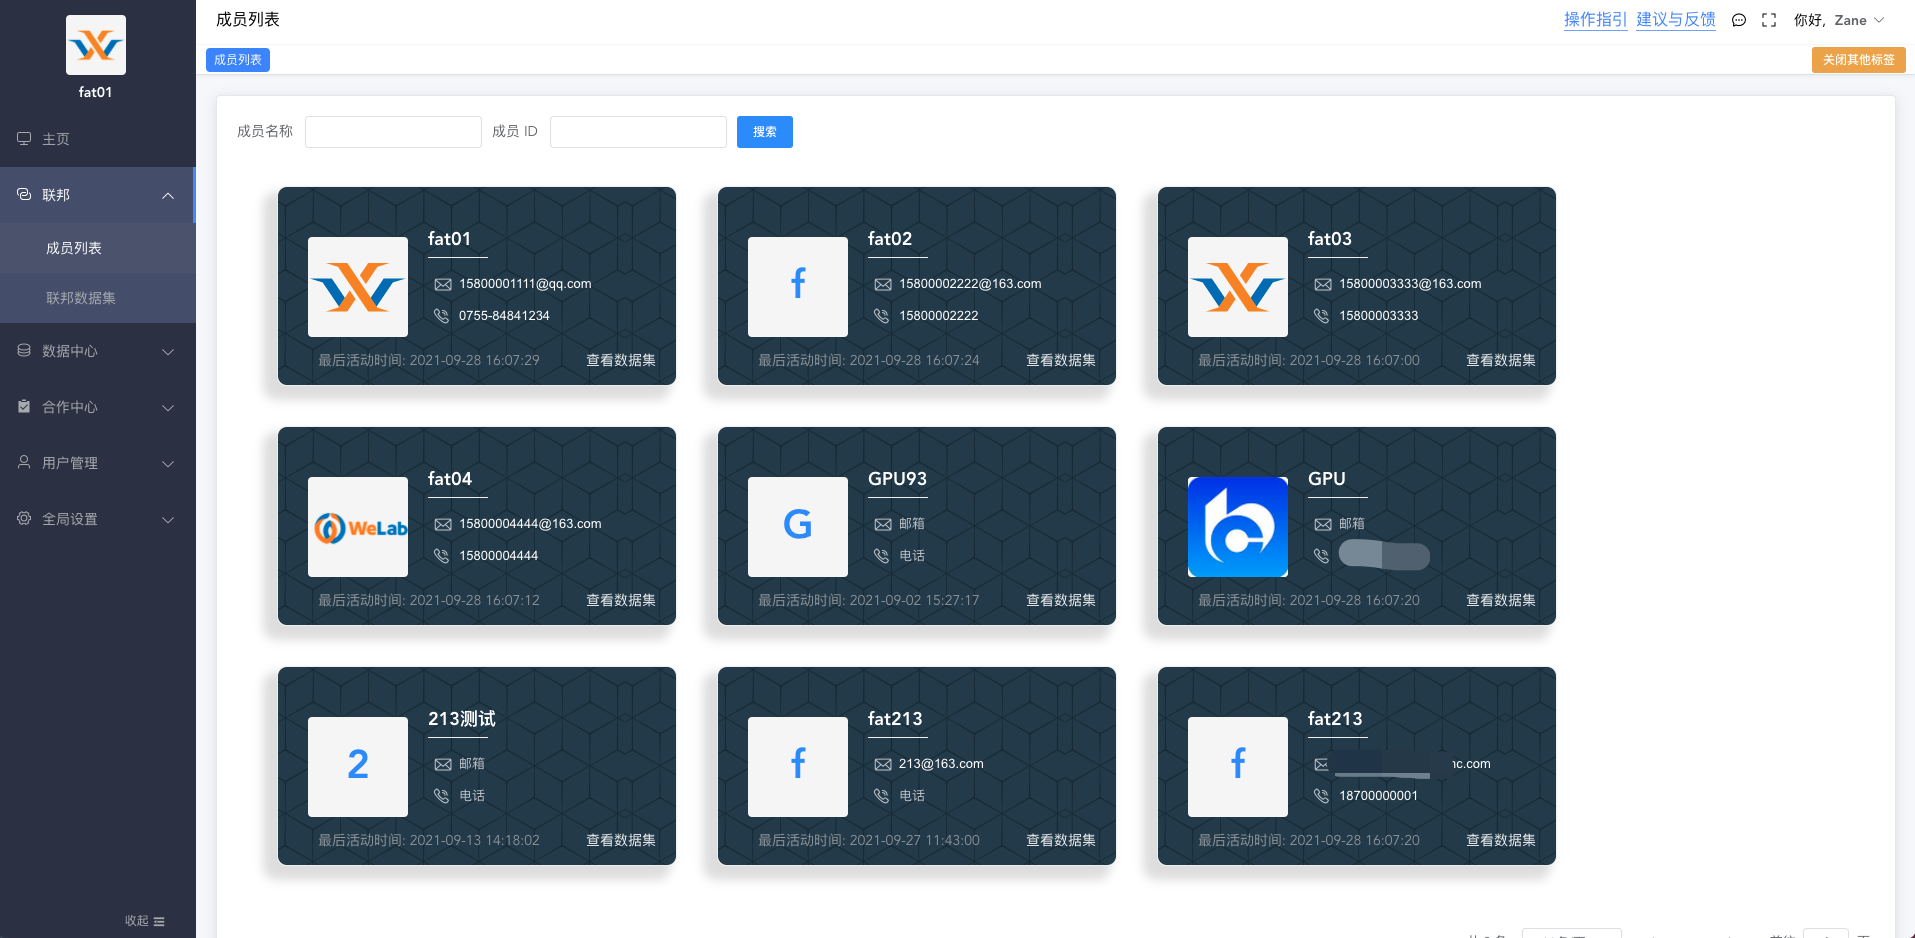 fat01
主页
联邦
成员列表
联邦数据集
数据中心
合作中心
用户管理
全局设置
收起
成员列表
操作指引 建议与反馈 你好, Zane
成员列表
关闭其他标签
成员名称 成员 ID 搜索
fat01
15800001111@qq.com
0755-84841234
最后活动时间: 2021-09-28 16:07:29 查看数据集
fat02
f
15800002222@163.com
15800002222
最后活动时间: 2021-09-28 16:07:24 查看数据集
fat03
15800003333@163.com
15800003333
最后活动时间: 2021-09-28 16:07:00 查看数据集
fat04
WeLab
15800004444@163.com
15800004444
最后活动时间: 2021-09-28 16:07:12 查看数据集
GPU93
G
邮箱
电话
最后活动时间: 2021-09-02 15:27:17 查看数据集
GPU
邮箱
最后活动时间: 2021-09-28 16:07:20 查看数据集
213测试
2
邮箱
电话
最后活动时间: 2021-09-13 14:18:02 查看数据集
fat213
f
213@163.com
电话
最后活动时间: 2021-09-27 11:43:00 查看数据集
fat213
f
c.com
18700000001
最后活动时间: 2021-09-28 16:07:20 查看数据集